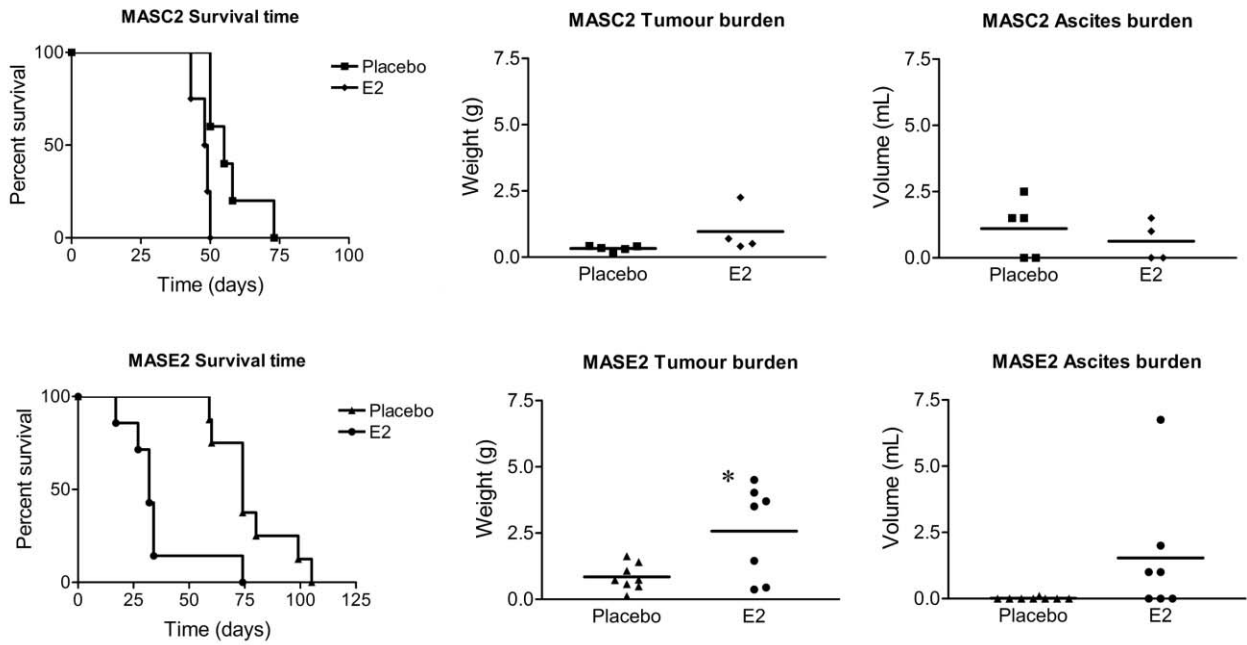 MASC2 Survival time
100
50
0
Percent survival
0 25 50 75 100
Time (days)
Placebo
E2
MASC2 Tumour burden
7.5
5.0
2.5
0.0
Weight (g)
Placebo E2
MASC2 Ascites burden
7.5
5.0
2.5
0.0
Volume (mL)
Placebo E2
MASE2 Survival time
100
50
0
Percent survival
0 25 50 75 100 125
Time (days)
Placebo
E2
MASE2 Tumour burden
7.5
5.0
2.5
0.0
Weight (g)
*
Placebo E2
MASE2 Ascites burden
7.5
5.0
2.5
0.0
Volume (mL)
Placebo E2